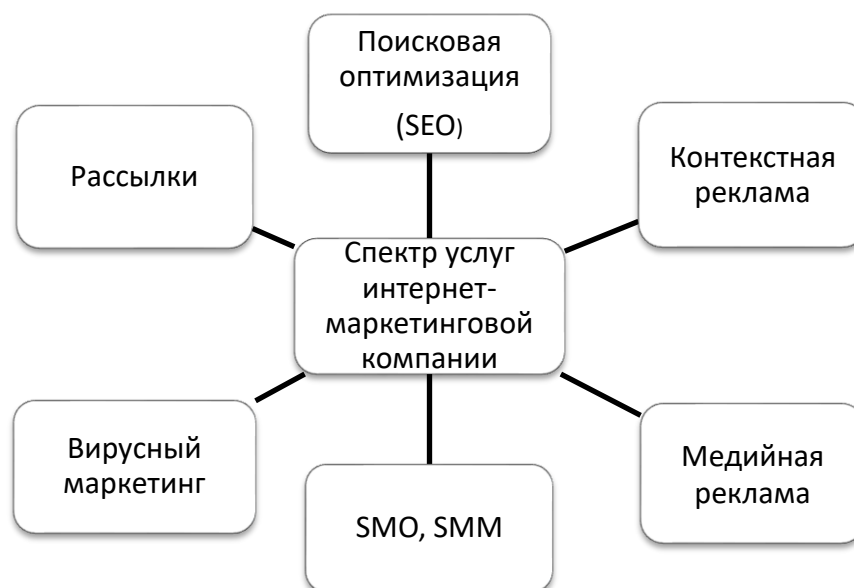 Поисковая
оптимизация
(SEO)
Рассылки
Контекстная
реклама
Спектр услуг
интернет-
маркетинговой
компании
Вирусный
маркетинг
Медийная
реклама
SMO, SMM